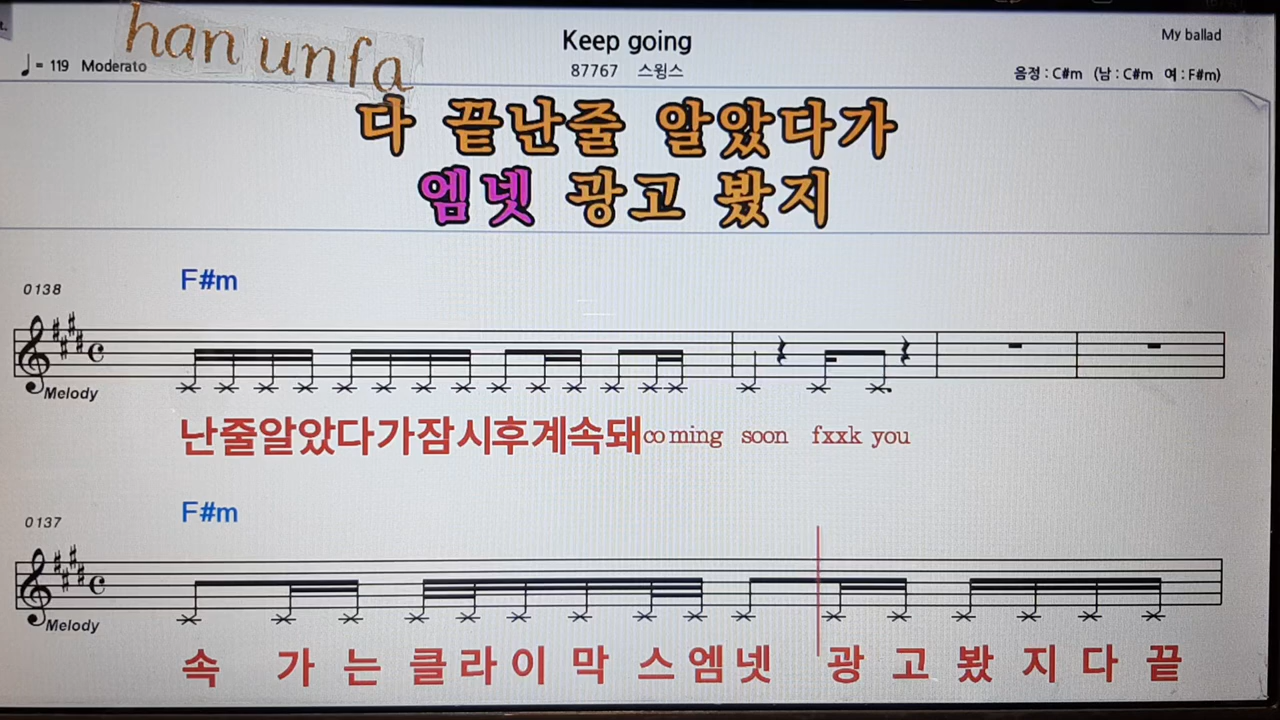 han unfa
Keep going
My ballad
♩= 119 Moderato
87767 스윙스
음정 : C#m (남 : C#m 여 : F#m)
다 끝난줄 알았다가
엠넷 광고 봤지
F#m
0138
Melody
난줄알았다가잠시후계속돼coming soon fxxk you
F#m
0137
Melody
속 가 는 클라이 막 스엠넷 광 고 봤 지 다 끝